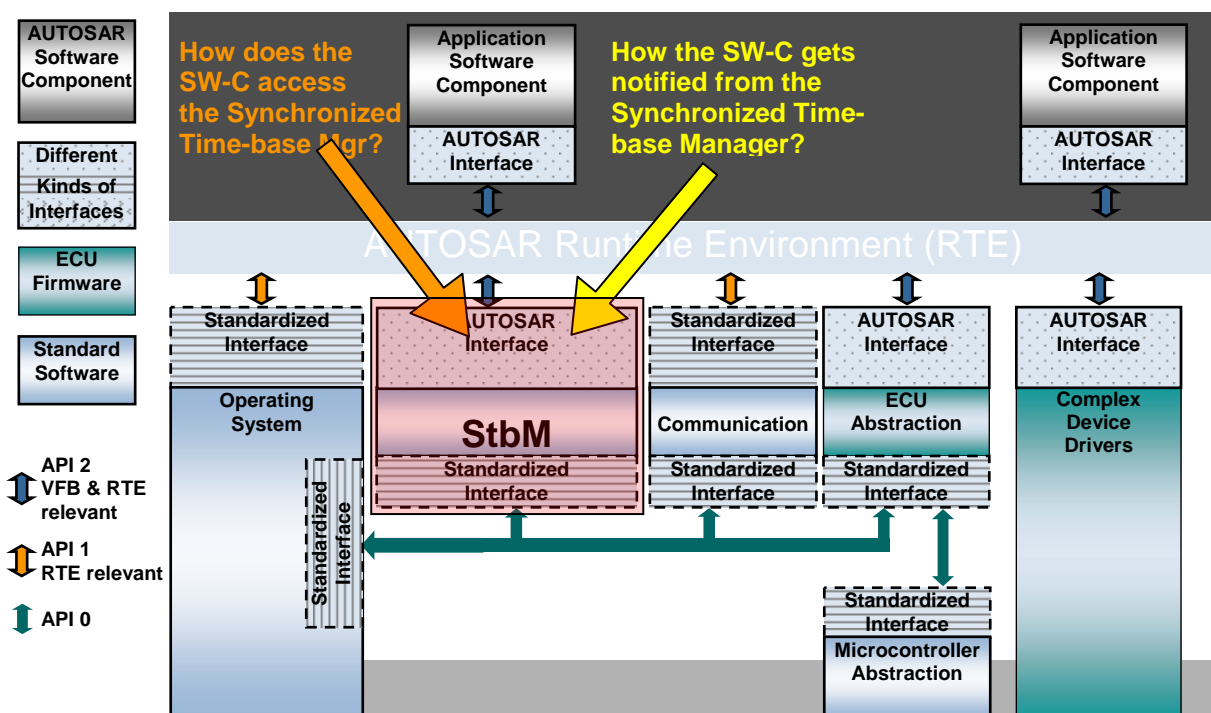 AUTOSAR
Software
Component
Different
Kinds of
Interfaces
ECU
Firmware
Standard
Software
API 2
VFB & RTE
relevant
API 1
RTE relevant
API 0
How does the
SW-C access
the Synchronized
Time-base Mgr?
Application
Software
Component
AUTOSAR
Interface
How the SW-C gets
notified from the
Synchronized Time-
base Manager?
Application
Software
Component
AUTOSAR
Interface
AUTOSAR Runtime Environment (RTE)
Standardized
Interface
Operating
System
Standardized
Interface
AUTOSAR
Interface
StbM
Standardized
Interface
Standardized
Interface
Communication
Standardized
Interface
AUTOSAR
Interface
ECU
Abstraction
Standardized
Interface
Standardized
Interface
Microcontroller
Abstraction
AUTOSAR
Interface
Complex
Device
Drivers